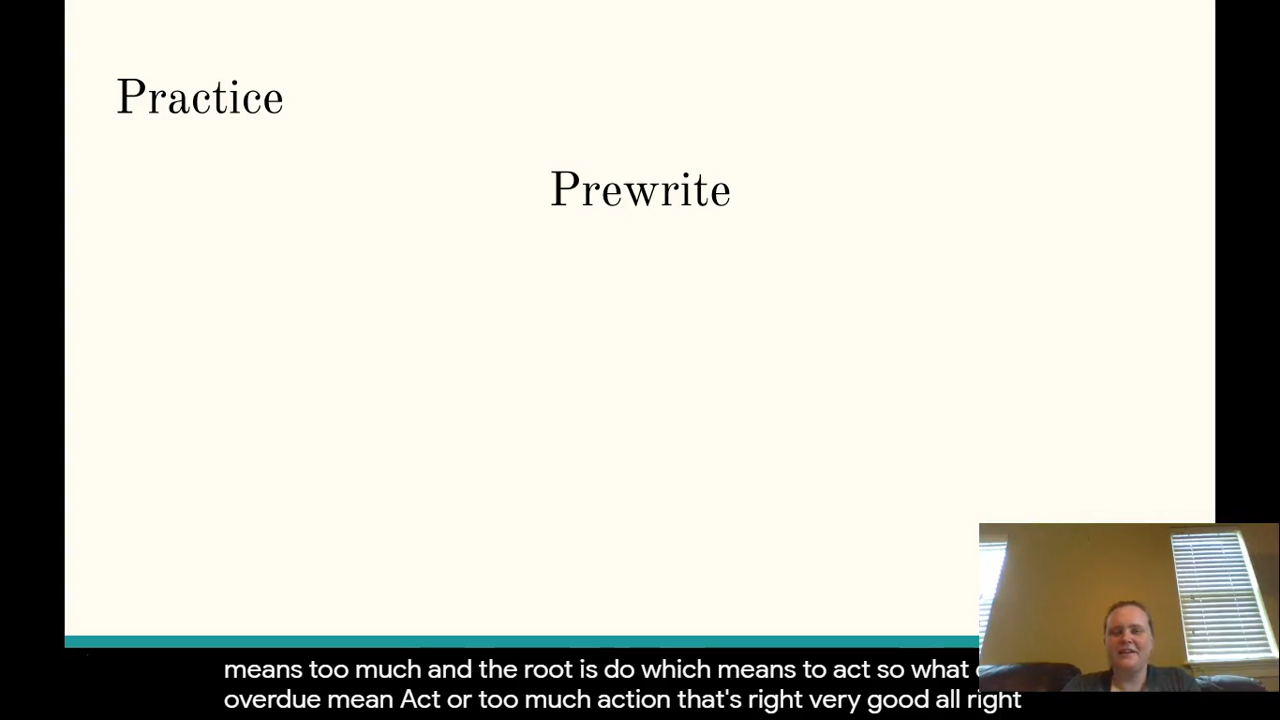 Practice
Prewrite
means too much and the root is do which means to act so what
overdue mean Act or too much action that's right very good all right